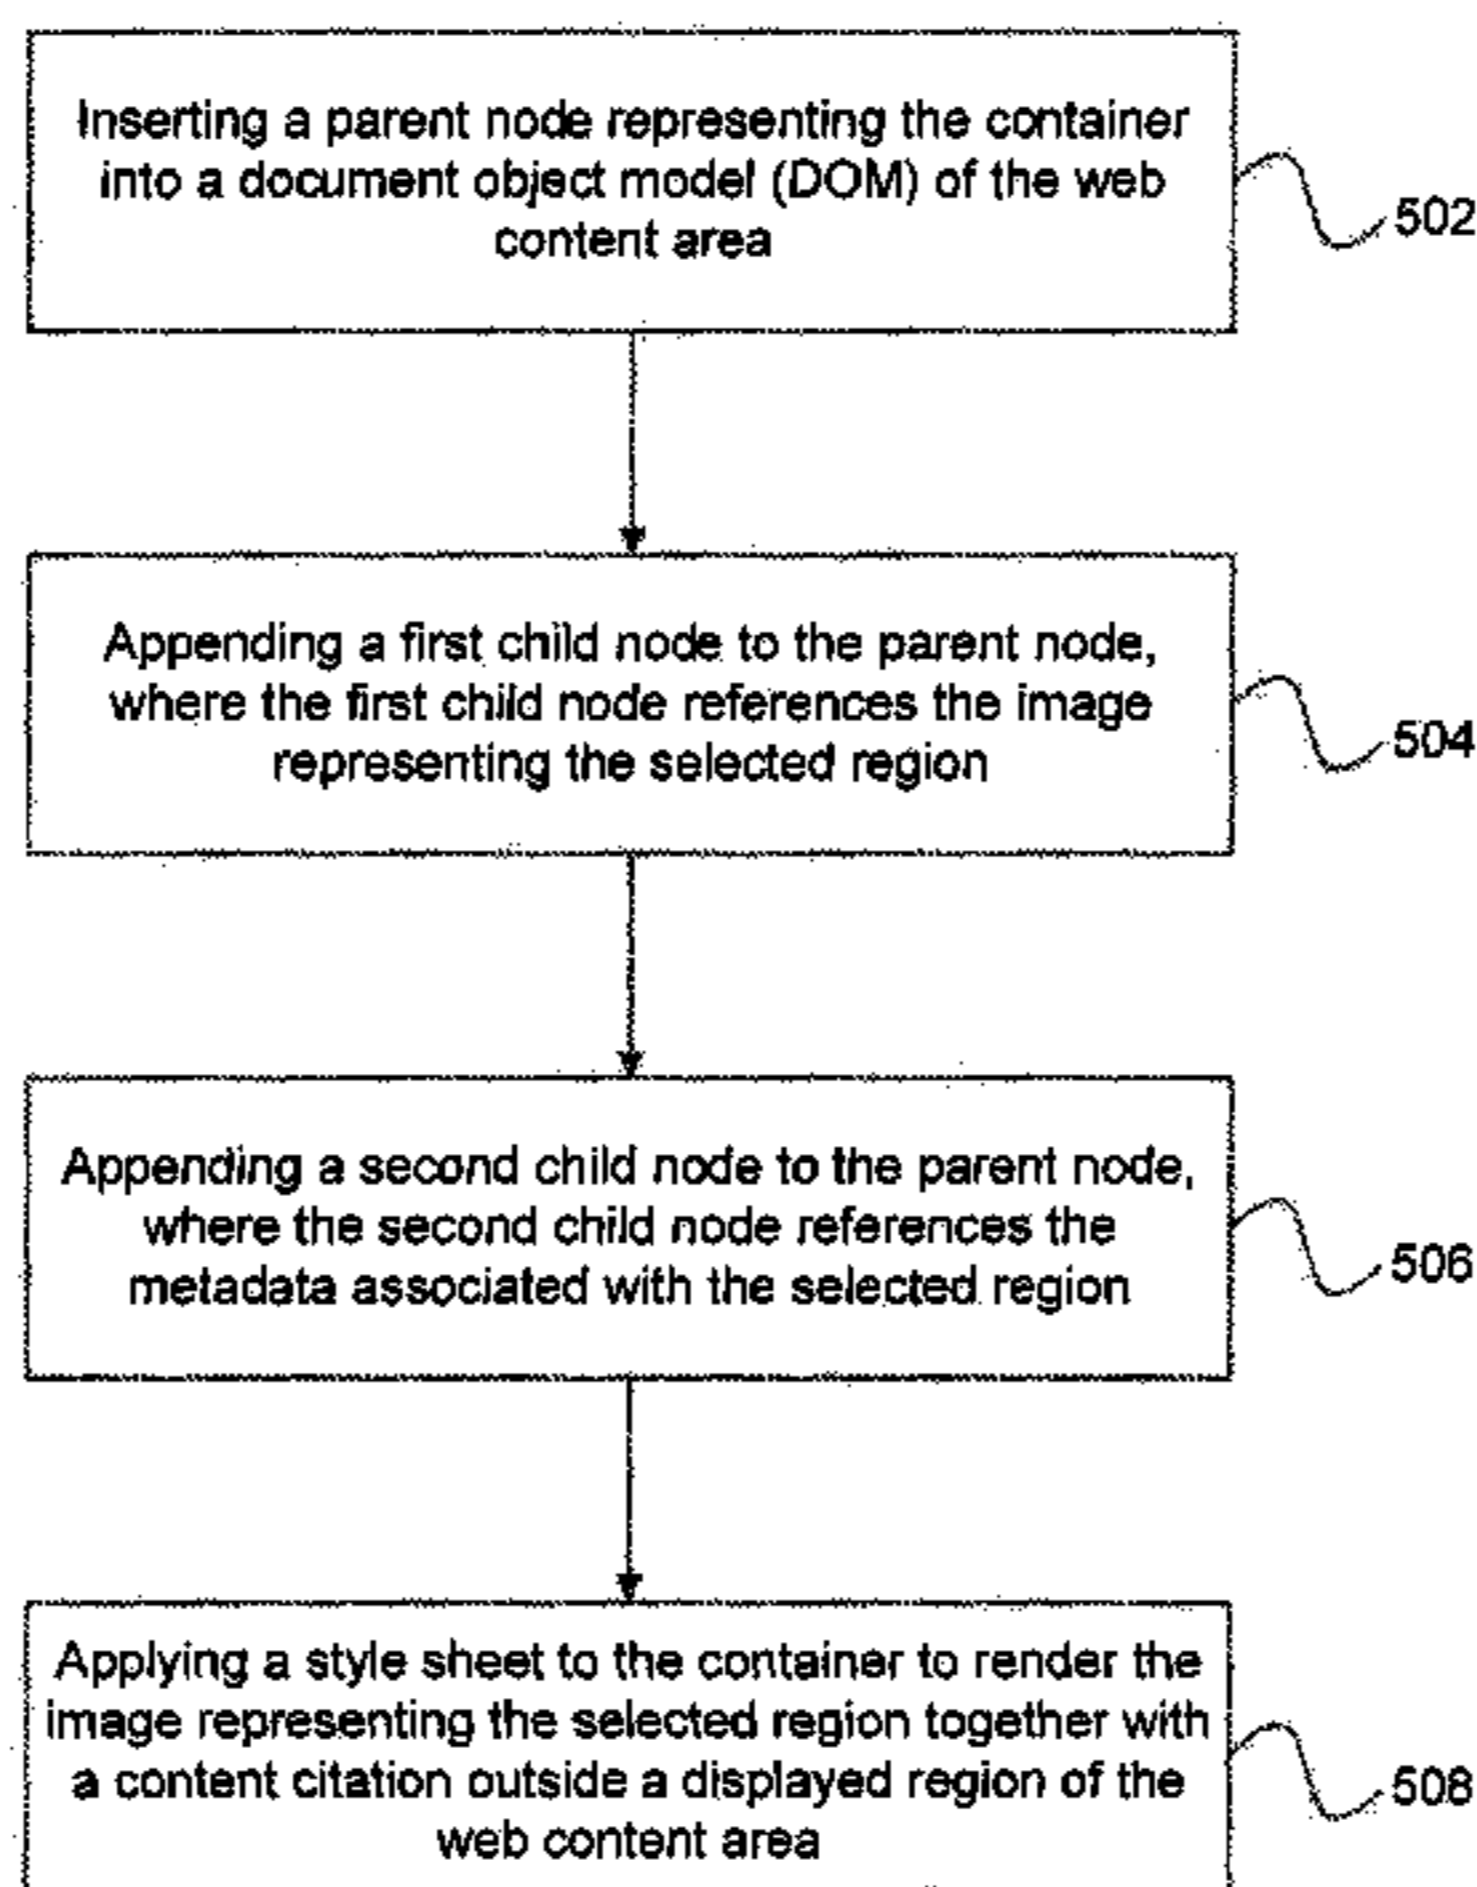 Inserting a parent node representing the container
into a document object model (DOM) of the web
content area
502
Appending a first child node to the parent node,
where the first child node references the image
representing the selected region
504
Appending a second child node to the parent node,
where the second child node references the
metadata associated with the selected region
506
Applying a style sheet to the container to render the
image representing the selected region together with
a content citation outside a displayed region of the
web content area
508